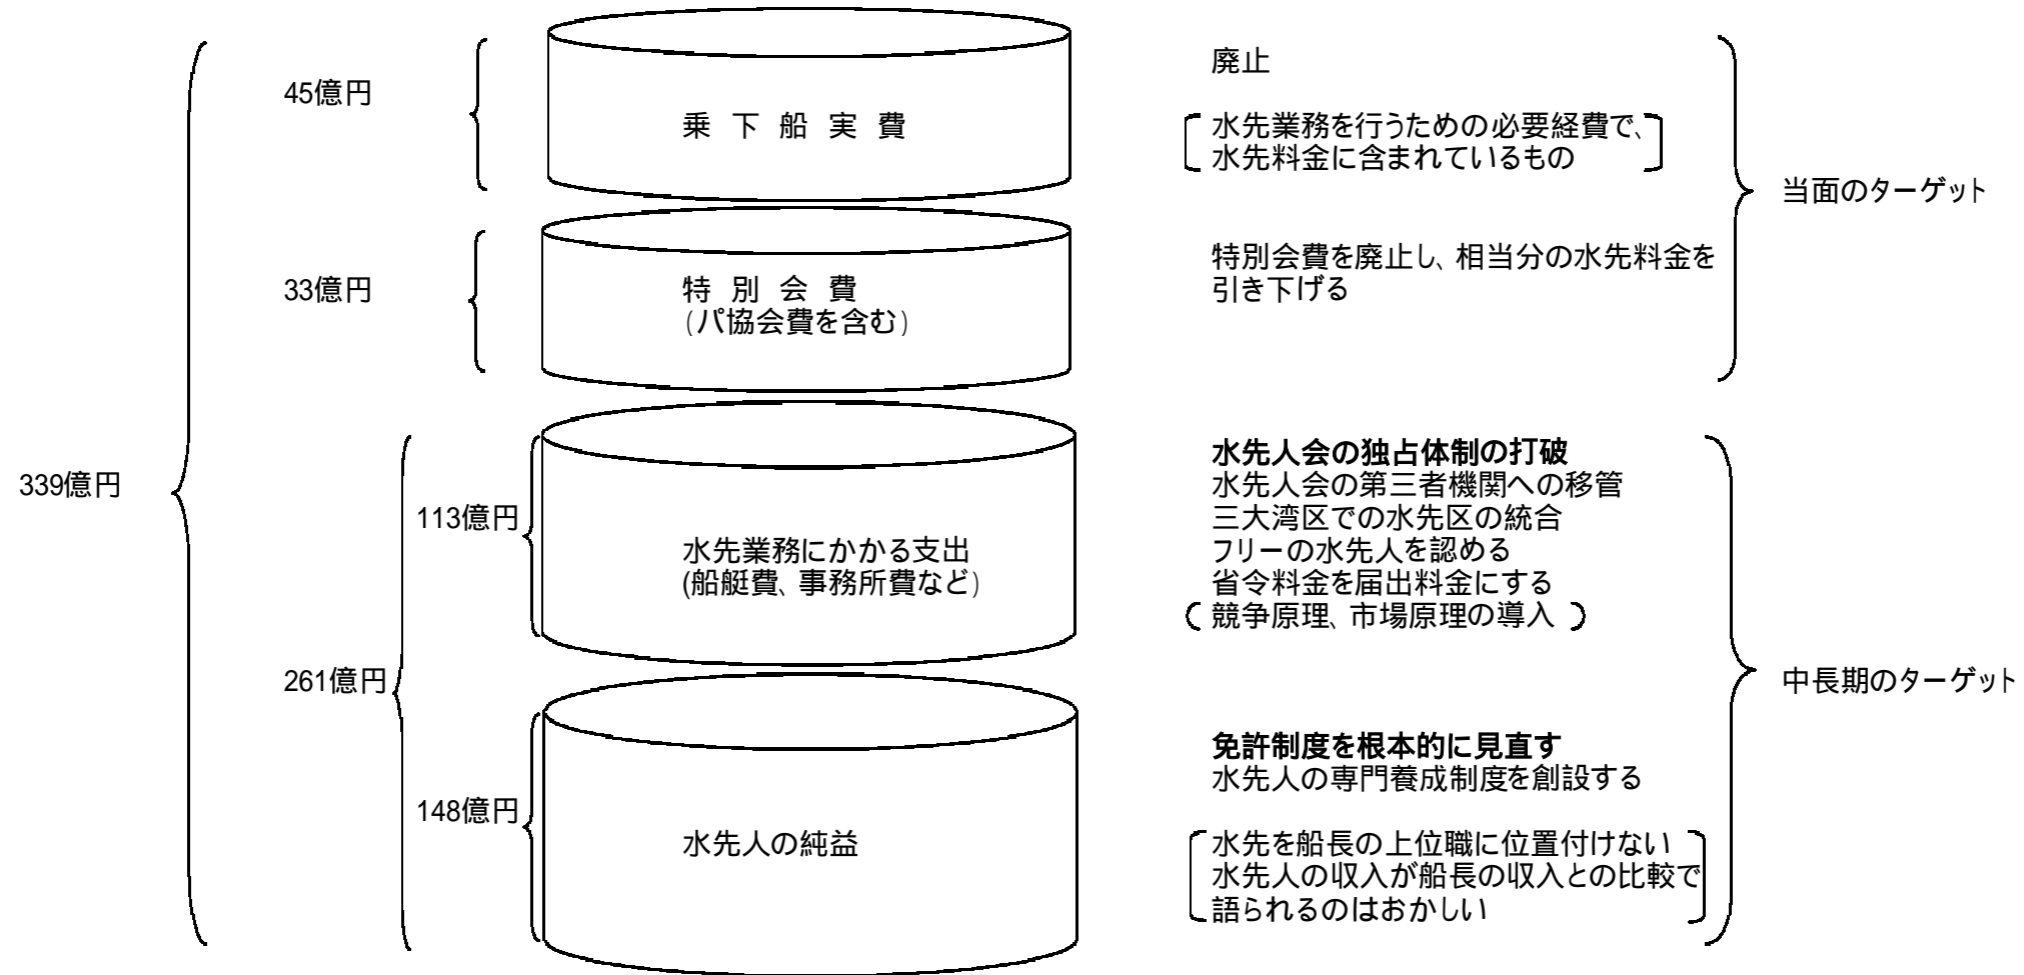 339億円
45億円
乗下船実費
廃止
水先業務を行うための必要経費で、
水先料金に含まれているもの
33億円
特別会費
(パ協会費を含む)
特別会費を廃止し、相当分の水先料金を
引き下げる
当面のターゲット
261億円
113億円
水先業務にかかる支出
(船艇費、事務所費など)
水先人会の独占体制の打破
水先人会の第三者機関への移管
三大湾区での水先区の統合
フリーの水先人を認める
省令料金を届出料金にする
(競争原理、市場原理の導入)
148億円
水先人の純益
免許制度を根本的に見直す
水先人の専門養成制度を創設する
水先を船長の上位職に位置付けない
水先人の収入が船長の収入との比較で
語られるのはおかしい
中長期のターゲット